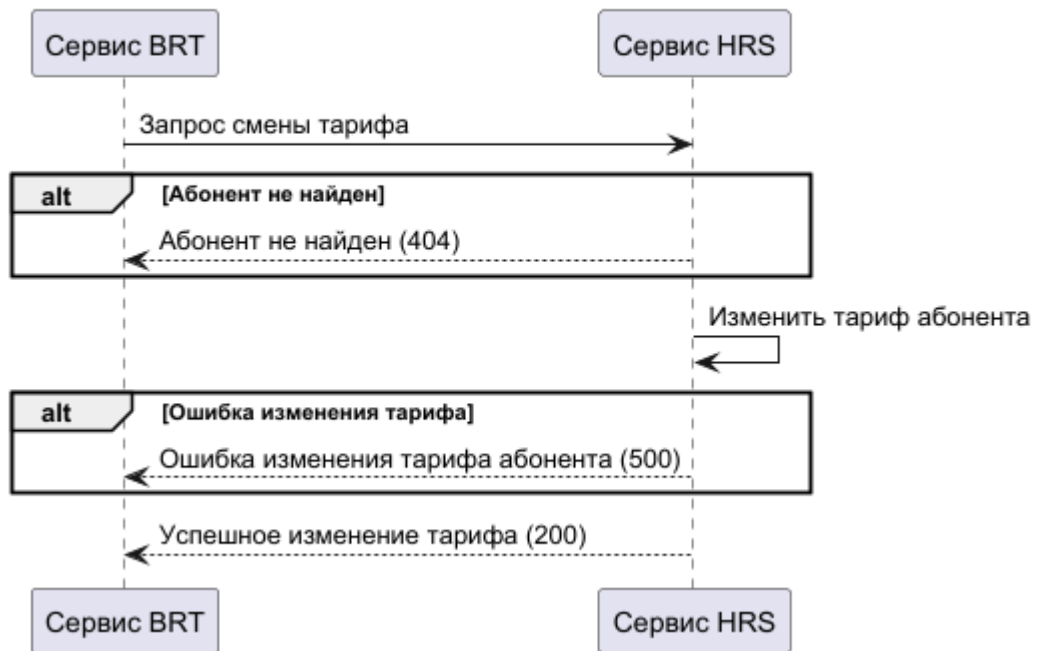 Сервис BRT
Сервис HRS
Запрос смены тарифа
alt
[Абонент не найден]
Абонент не найден (404)
Изменить тариф абонента
alt
[Ошибка изменения тарифа]
Ошибка изменения тарифа абонента (500)
Успешное изменение тарифа (200)
Сервис BRT
Сервис HRS